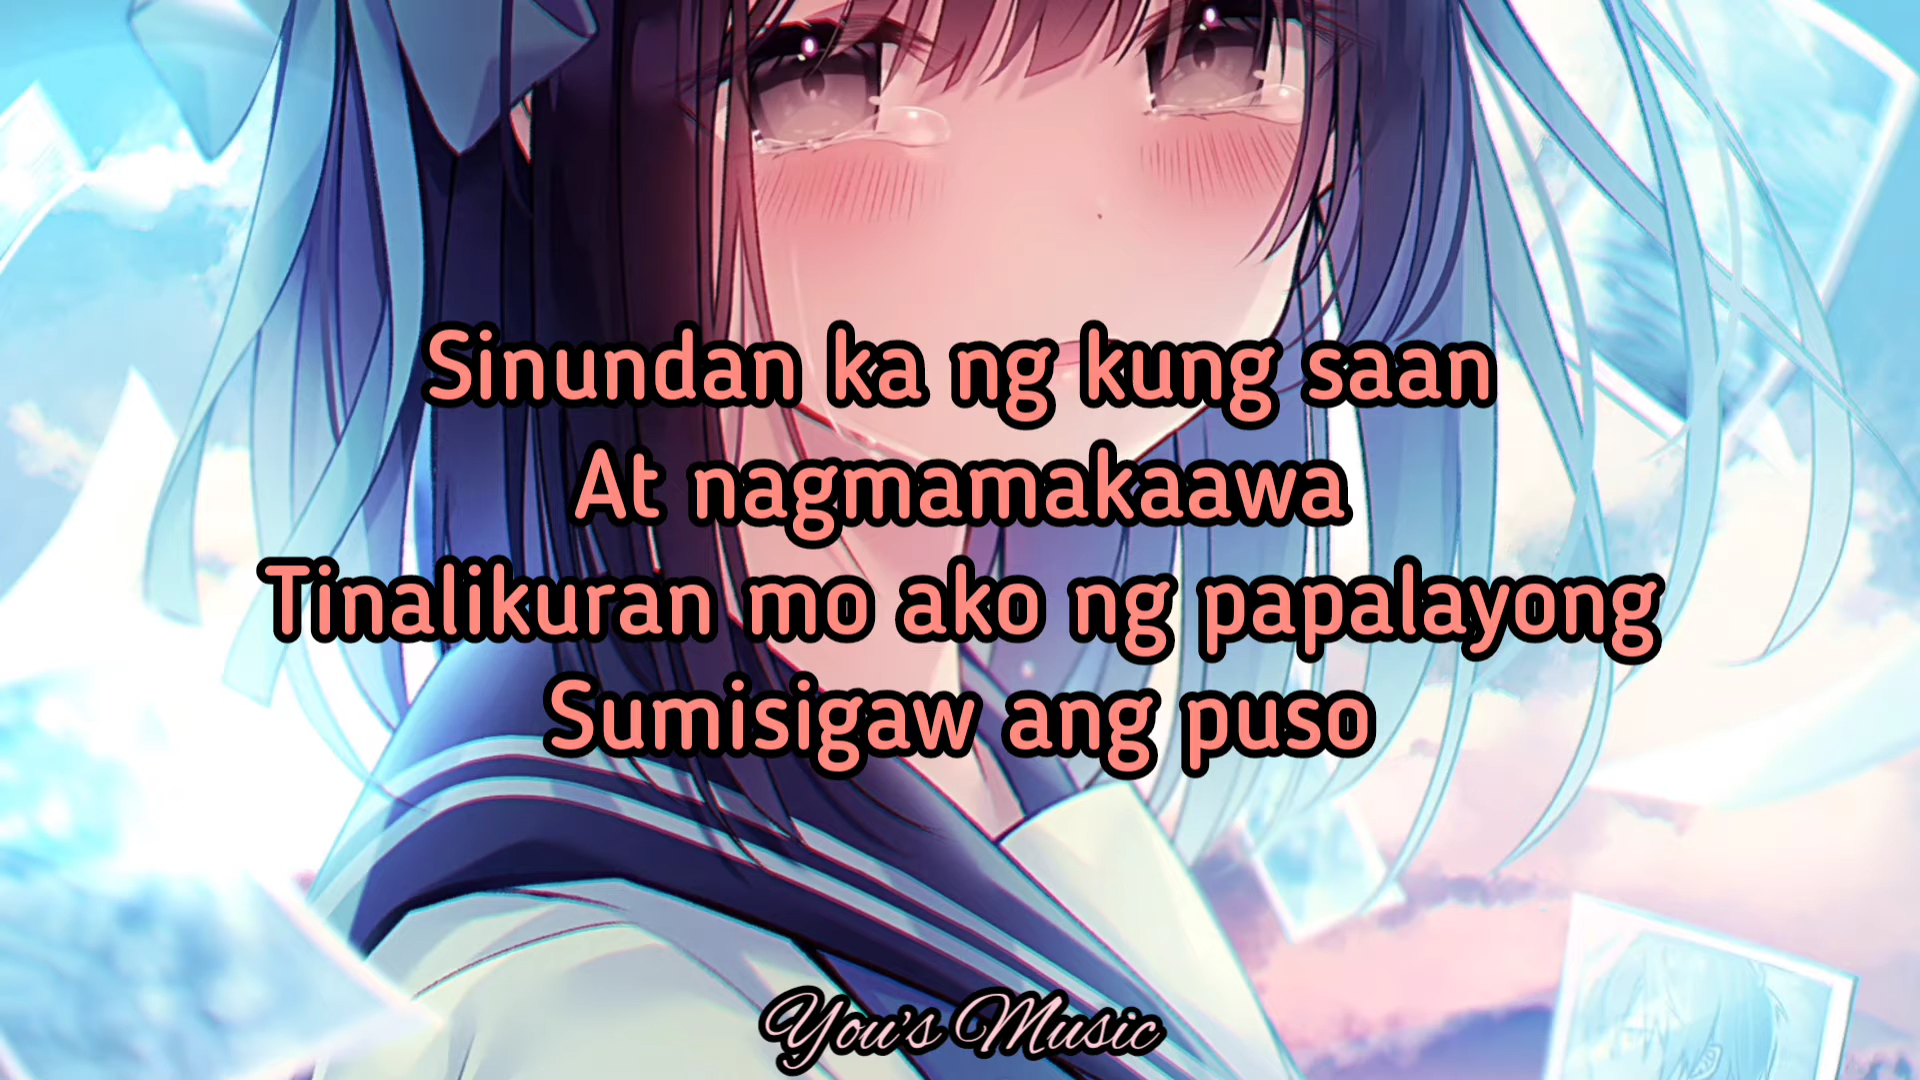 Sinundan ka ng kung saan
At nagmamakaawa
Tinalikuran mo ako ng papalayong
Sumisigaw ang puso
You's Music